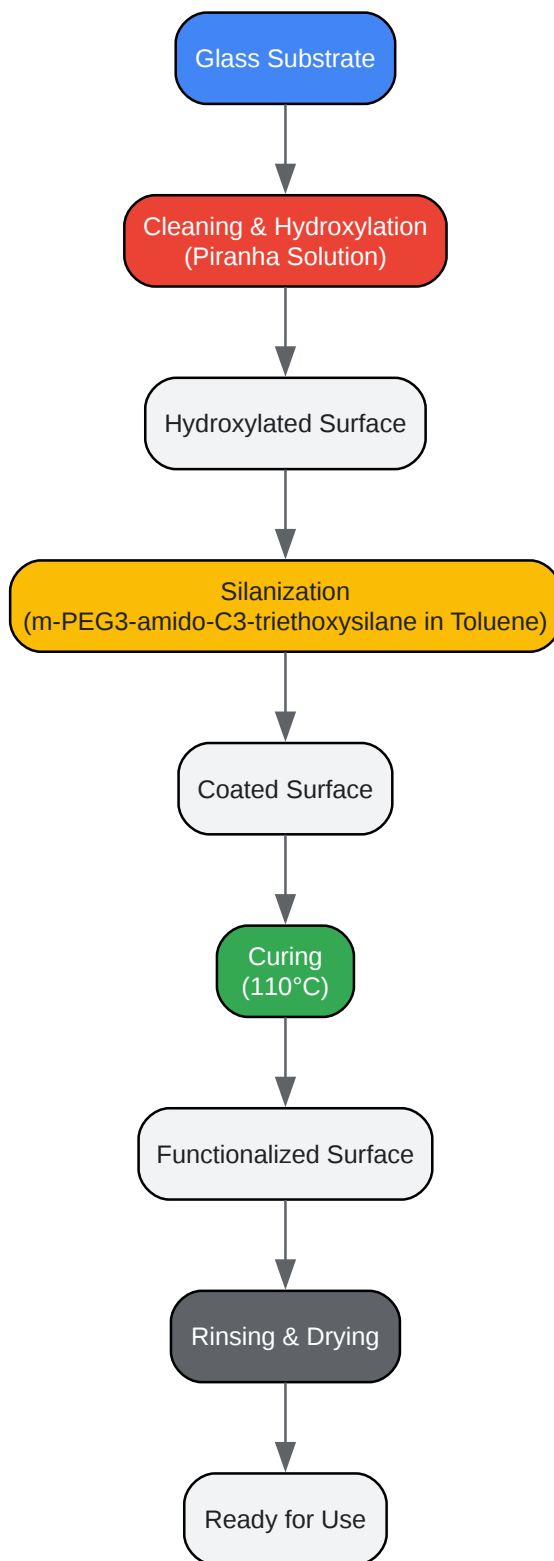 Glass Substrate
Cleaning & Hydroxylation
(Piranha Solution)
Hydroxylated Surface
Silanization
(m-PEG3-amido-C3-triethoxysilane in Toluene)
Coated Surface
Curing
(110°C)
Functionalized Surface
Rinsing & Drying
Ready for Use